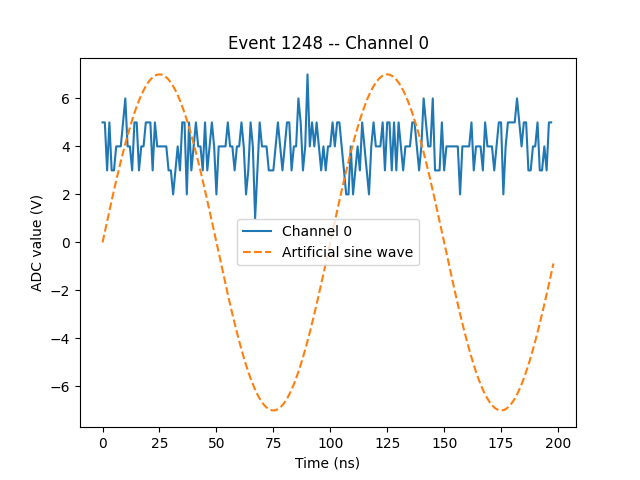 Event 1248 -- Channel 0
ADC value (V)
6
4
2
0
−2
−4
−6
Channel 0
Artificial sine wave
0 25 50 75 100 125 150 175 200
Time (ns)